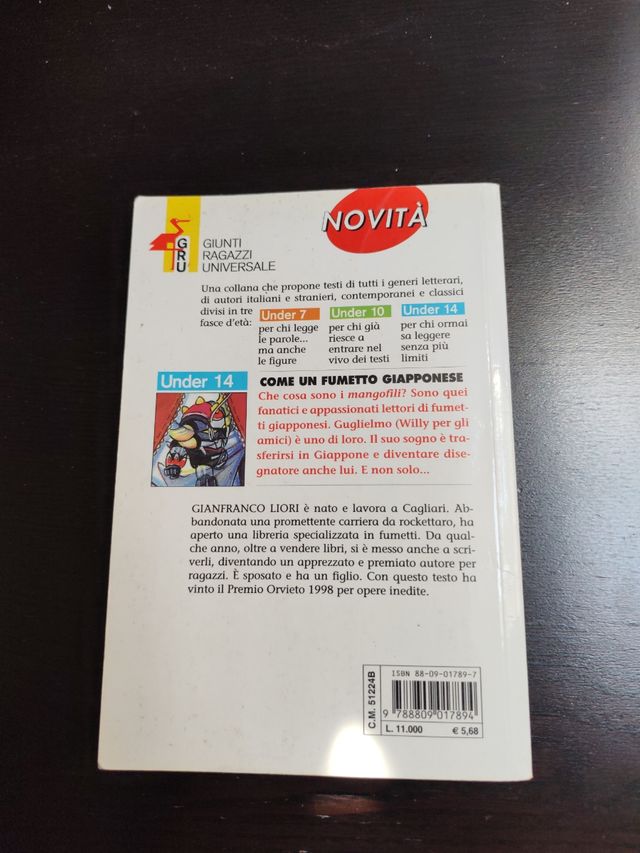 NOVITÀ
GRU
GIUNTI
RAGAZZI
UNIVERSALE
Una collana che propone testi di tutti i generi letterari,
di autori italiani e stranieri, contemporanei e classici
divisi in tre
fasce d'età:
Under 7
per chi legge
le parole...
ma anche
le figure
Under 10
per chi già
riesce a
entrare nel
vivo dei testi
Under 14
per chi ormai
sa leggere
senza più
limiti
Under 14
COME UN FUMETTO GIAPPONESE
Che cosa sono i mangofili? Sono quei
fanatici e appassionati lettori di fumet-
ti giapponesi. Guglielmo (Willy per gli
amici) è uno di loro. Il suo sogno è tra-
sferirsi in Giappone e diventare dise-
gnatore anche lui. E non solo...
GIANFRANCO LIORI è nato e lavora a Cagliari. Ab-
bandonata una promettente carriera da rockettaro, ha
aperto una libreria specializzata in fumetti. Da qual-
che anno, oltre a vendere libri, si è messo anche a scri-
verli, diventando un apprezzato e premiato autore per
ragazzi. È sposato e ha un figlio. Con questo testo ha
vinto il Premio Orvieto 1998 per opere inedite.
C.M. 51224B
ISBN 88-09-01789-7
9 788809 017894
L. 11.000 € 5,68